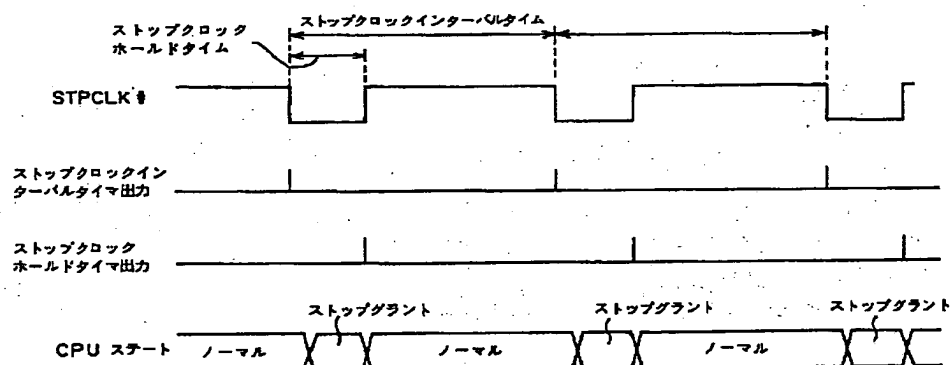 ストップクロック
ホールドタイム
ストップクロックインターバルタイム
STPCLK#
ストップクロックイン
ターバルタイマ出力
ストップクロック
ホールドタイマ出力
ストップグラント
ストップグラント
ストップグラント
CPU ステート
ノーマル
ノーマル
ノーマル